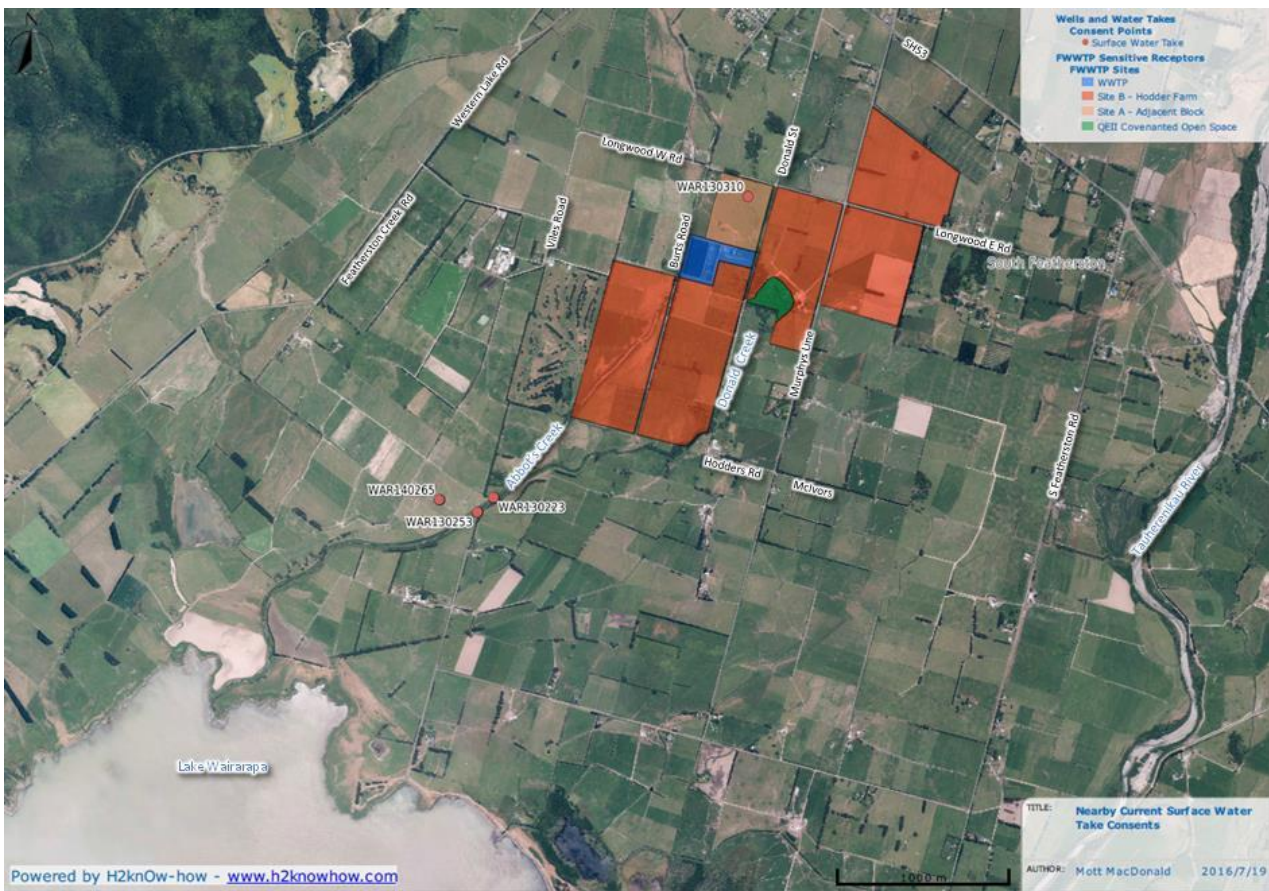 Wells and Water Takes
Consent Points
Surface Water Take
FWWTP Sensitive Receptors
FWWTP Sites
WWTP
Site B - Hodder Farm
Site A - Adjacent Block
QEII Covenanted Open Space
SH53
Western Lake Rd
Longwood W Rd
Donald St
WAR130310
Featherston Creek Rd
Viles Road
Burts Road
Longwood E Rd
South Featherston
Donald Creek
Murphys Line
Abbot's Creek
Hodders Rd
McIvors
S Featherston Rd
Tauherenikau River
WAR140265
WAR130253
WAR130223
Lake Wairarapa
1000 m
TITLE: Nearby Current Surface Water
Take Consents
AUTHOR: Mott MacDonald 2016/7/19
Powered by H2knOw-how - www.h2knowhow.com